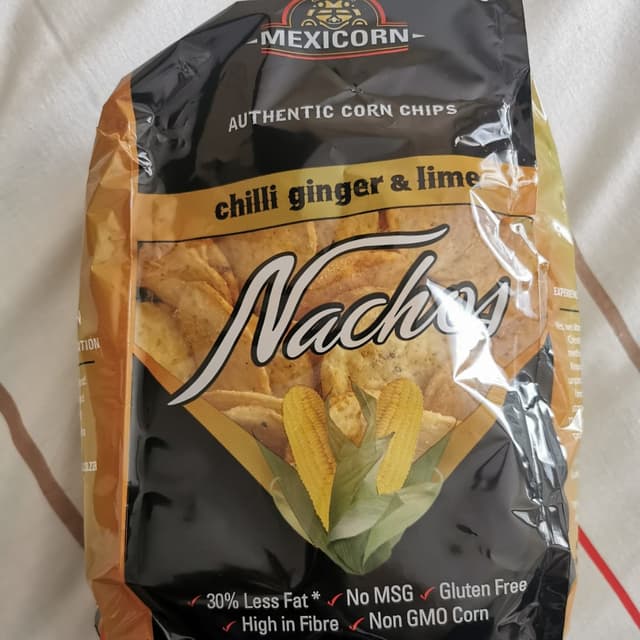 MEXICORN
AUTHENTIC CORN CHIPS
chilli ginger & lime
Nachos
✓ 30% Less Fat* ✓ No MSG ✓ Gluten Free
✓ High in Fibre ✓ Non GMO Corn